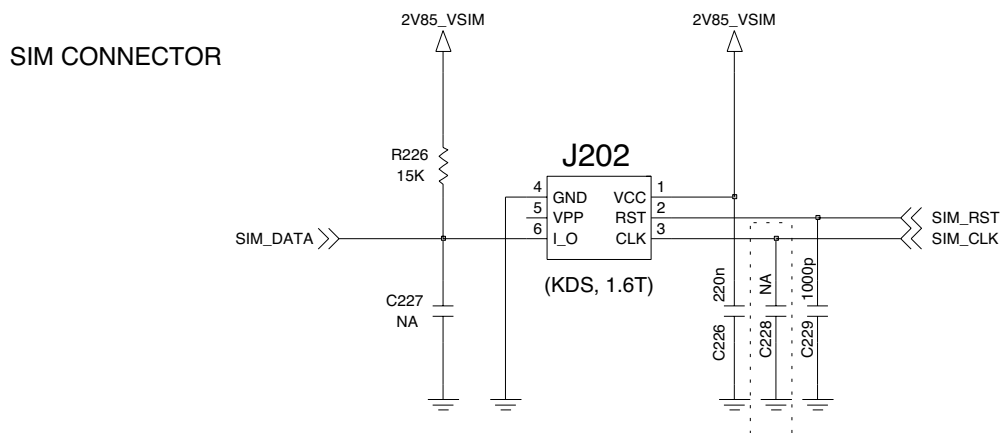 2V85_VSIM
2V85_VSIM
SIM CONNECTOR
R226
15K
J202
4
GND
VCC
1
5
VPP
RST
2
SIM_RST
SIM_DATA
6
I_O
CLK
3
SIM_CLK
(KDS, 1.6T)
C227
NA
220n
C226
NA
C228
1000p
C229